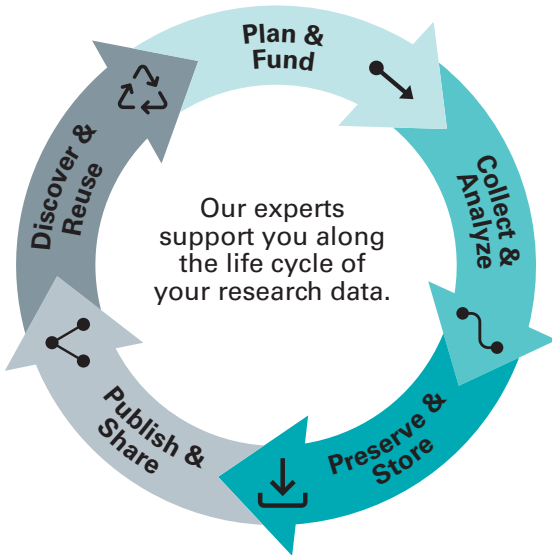 Plan &
Fund
Collect &
Analyze
Preserve &
Store
Publish &
Share
Discover &
Reuse
Our experts
support you along
the life cycle of
your research data.